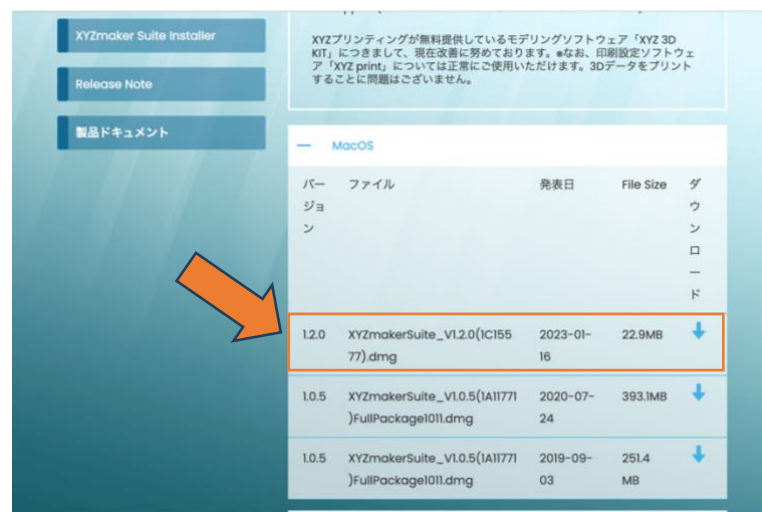 XYZmaker Suite Installer
Release Note
製品ドキュメント
XYZプリンティングが無料提供しているモデリングソフトウェア「XYZ 3D
KIT」につきまして、現在改善に努めております。※なお、印刷設定ソフトウェ
ア「XYZ print」については正常にご使用いただけます。3Dデータをプリント
することに問題はございません。
— MacOS
バージョン ファイル 発表日 File Size ダウンロード
1.2.0 XYZmakerSuite_V1.2.0(1C155 2023-01- 22.9MB
77).dmg 16
1.0.5 XYZmakerSuite_V1.0.5(1A11771 2020-07- 393.1MB
)FullPackage1011.dmg 24
1.0.5 XYZmakerSuite_V1.0.5(1A11771 2019-09- 251.4
)FullPackage1011.dmg 03 MB